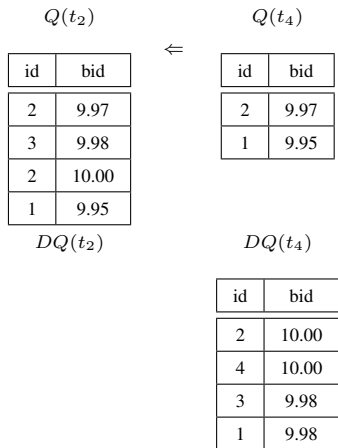 Q(t₂) ⇐ Q(t₄)
id bid
2 9.97
3 9.98
2 10.00
1 9.95
id bid
2 9.97
1 9.95
DQ(t₂) DQ(t₄)
id bid
2 10.00
4 10.00
3 9.98
1 9.98